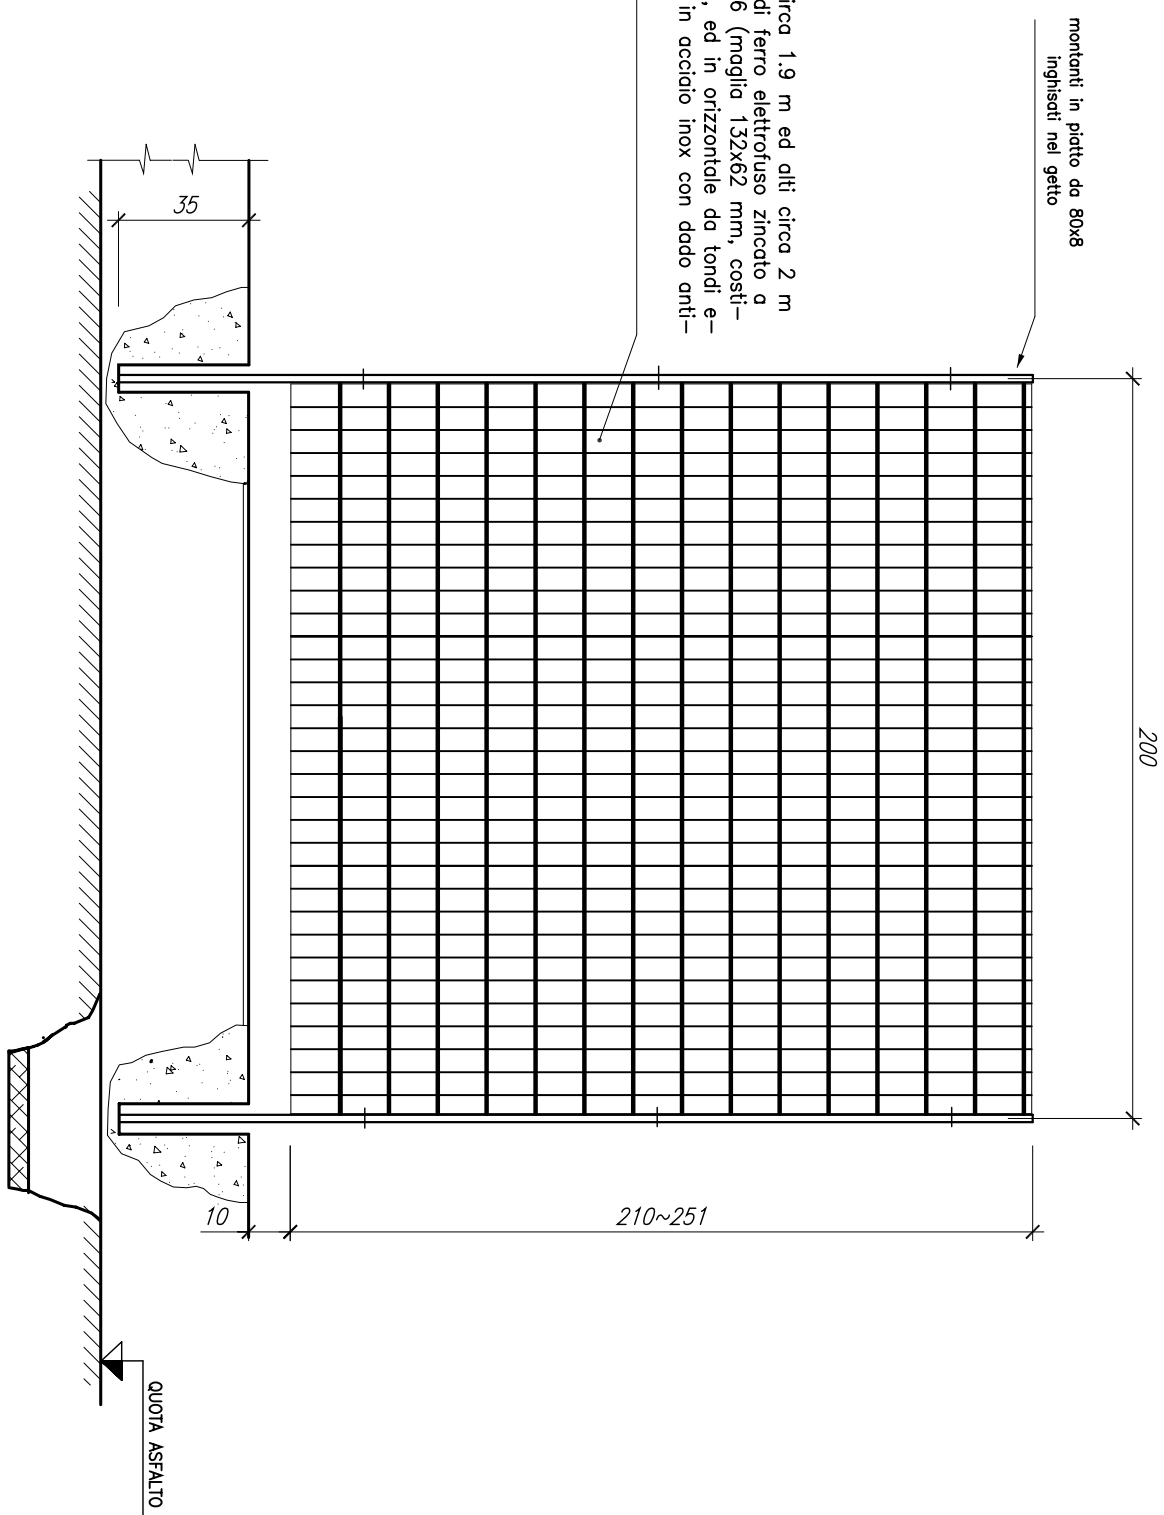 montanti in piatto da 80x8
inghisati nel getto
1.9 m ed alti circa 2 m
di ferro elettrofuso zincato a
(maglia 132x62 mm, costi-
, ed in orizzontale da tondi e-
in acciaio inox con dado anti-
200
35
10
210~251
QUOTA ASFALTO